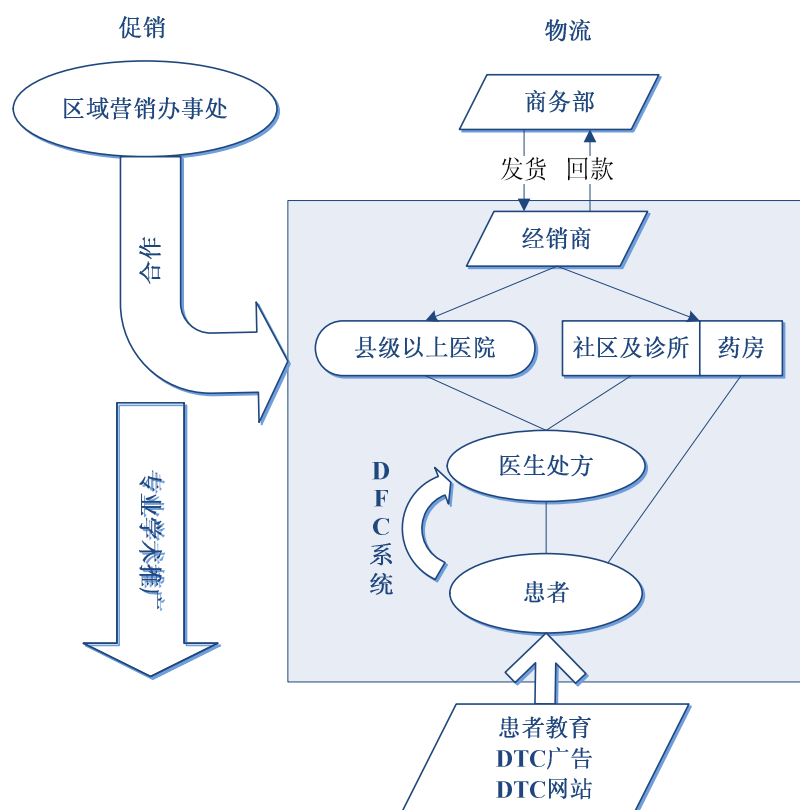 促销
物流
区域营销办事处
商务部
发货 回款
经销商
合作
县级以上医院
社区及诊所
药房
医生处方
DFC系统
专业学术推广
患者
患者教育
DTC广告
DTC网站